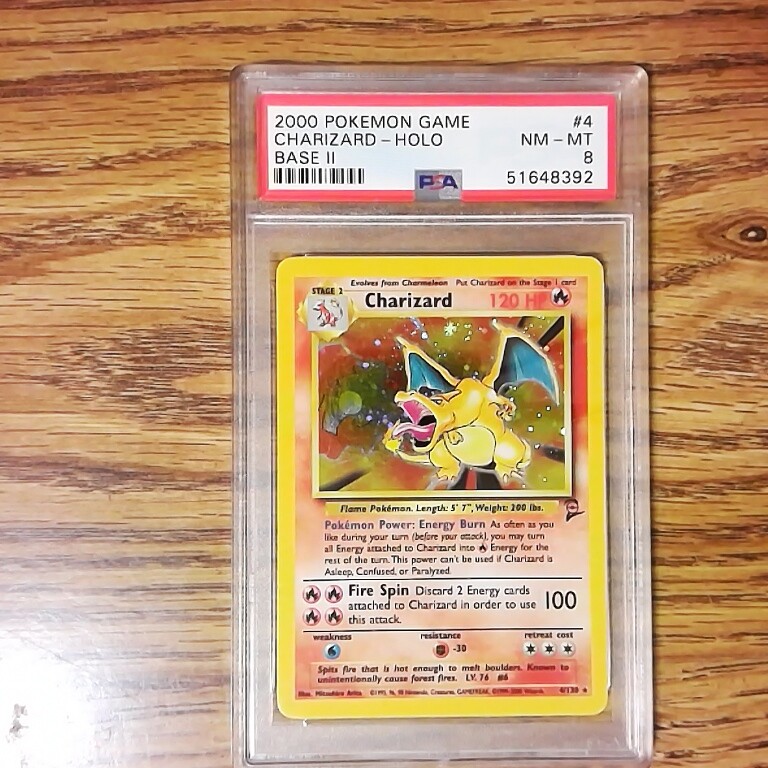 2000 POKEMON GAME #4
CHARIZARD - HOLO NM - MT
BASE II 8
PSA 51648392
Evolves from Charmeleon Put Charizard on the Stage 1 card
STAGE 2
Charizard 120 HP
Flame Pokémon. Length: 5' 7", Weight: 200 lbs.
Pokémon Power: Energy Burn As often as you
like during your turn (before your attack), you may turn
all Energy attached to Charizard into Energy for the
rest of the turn. This power can't be used if Charizard is
Asleep, Confused, or Paralyzed.
Fire Spin Discard 2 Energy cards
attached to Charizard in order to use 100
this attack.
weakness resistance retreat cost
-30
Spits fire that is hot enough to melt boulders. Known to
unintentionally cause forest fires. LV. 76 #6
Illus. Mitsuhiro Arita 4/130